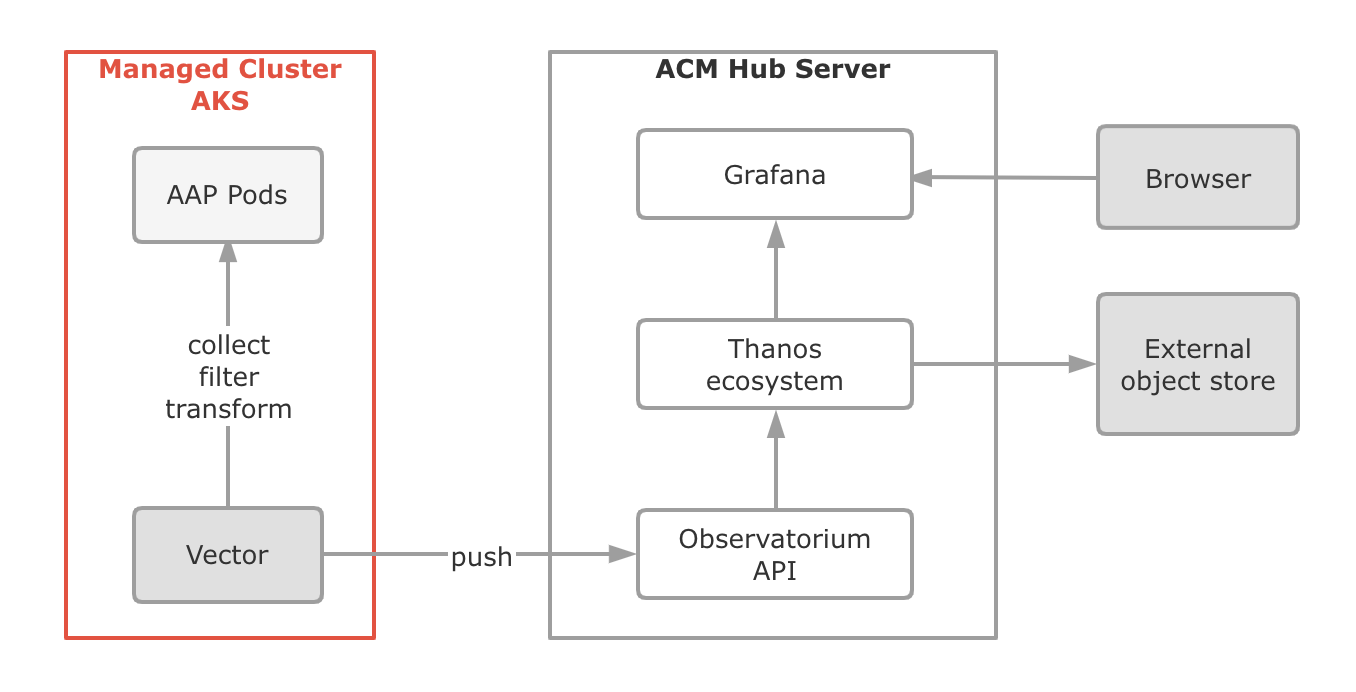 Managed Cluster
AKS
AAP Pods
collect
filter
transform
Vector
push
ACM Hub Server
Grafana
Thanos
ecosystem
Observatorium
API
Browser
External
object store